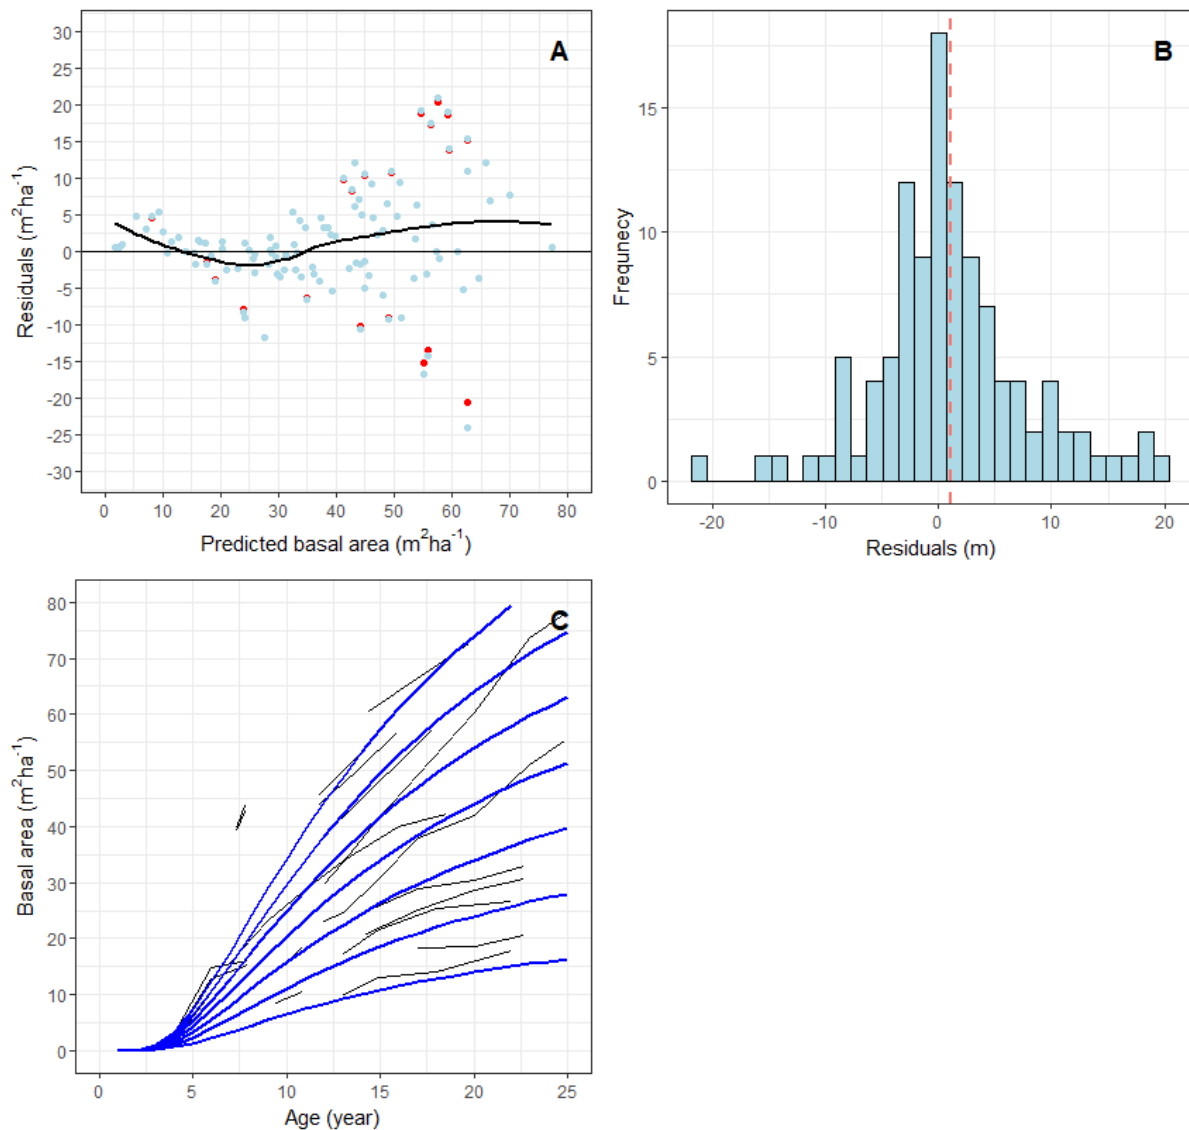 A
30
25
20
15
10
5
0
-5
-10
-15
-20
-25
-30
Residuals (m²ha⁻¹)
0 10 20 30 40 50 60 70 80
Predicted basal area (m²ha⁻¹)
B
15
10
5
0
Frequnecy
-20 -10 0 10 20
Residuals (m)
C
80
70
60
50
40
30
20
10
0
Basal area (m²ha⁻¹)
0 5 10 15 20 25
Age (year)